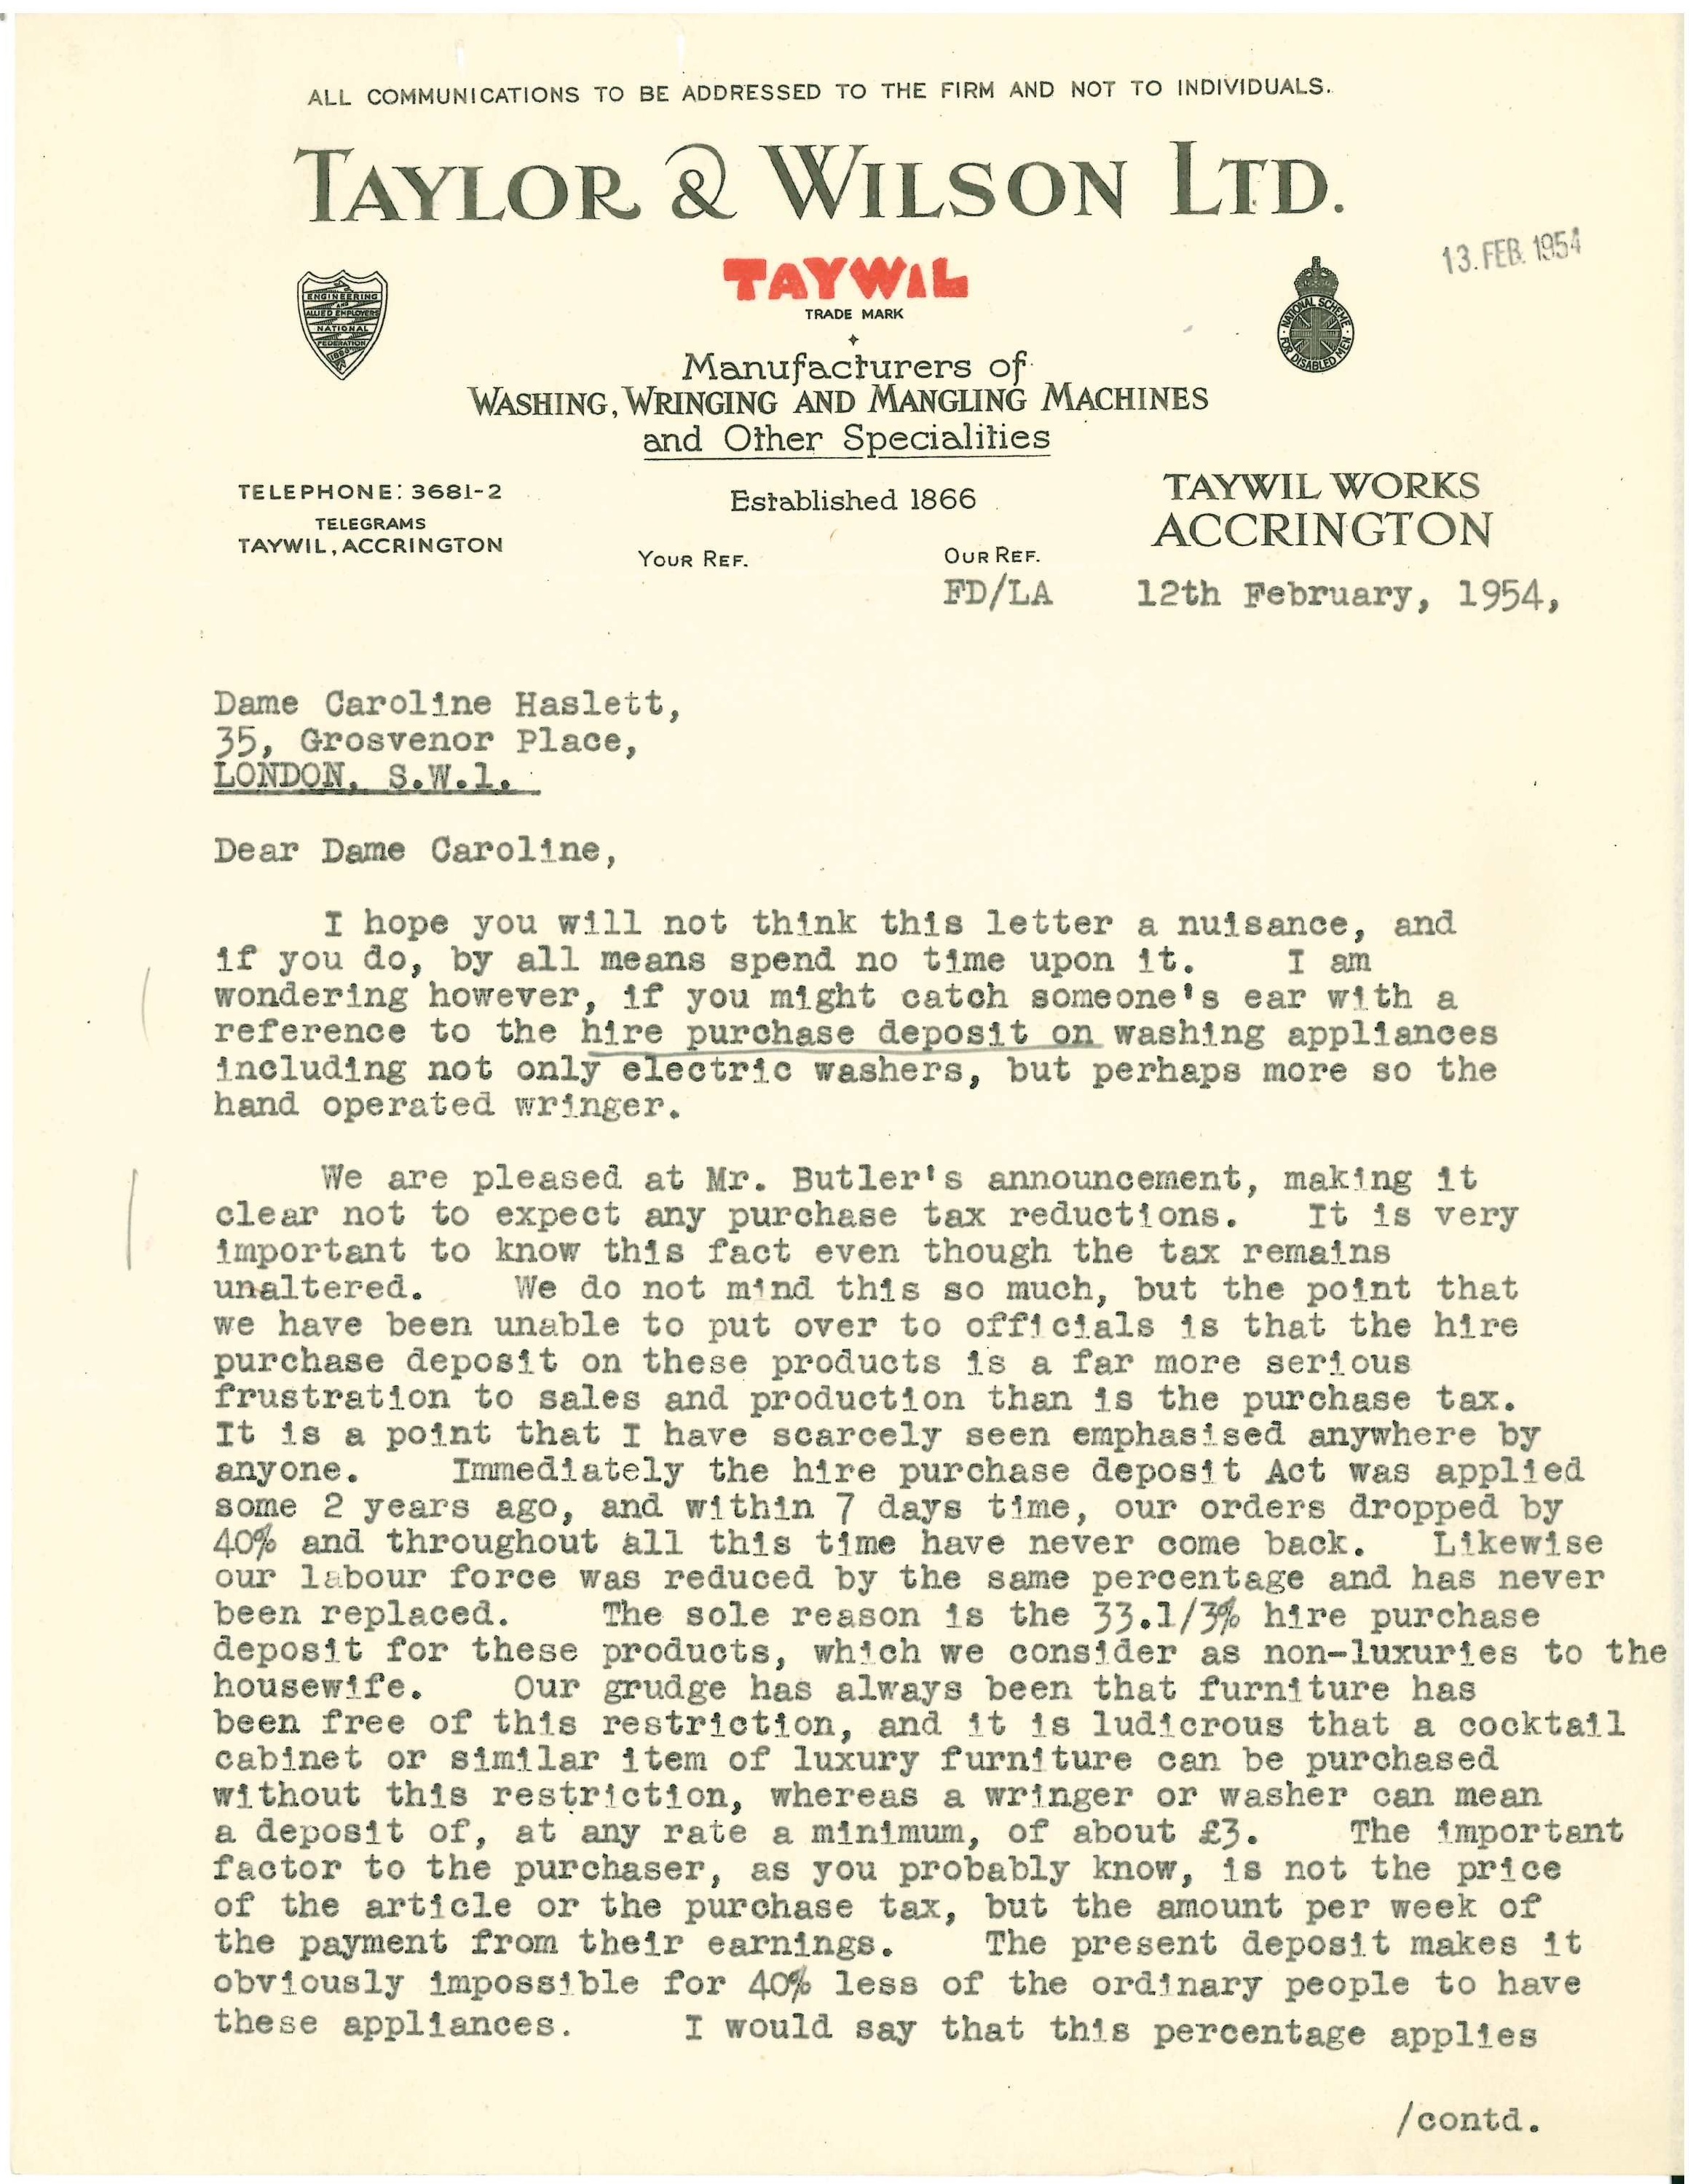 ALL COMMUNICATIONS TO BE ADDRESSED TO THE FIRM AND NOT TO INDIVIDUALS.
TAYLOR & WILSON LTD.
13. FEB. 1954
TAYWIL
TRADE MARK
ENGINEERING
AND
ALLIED EMPLOYERS
NATIONAL
FEDERATION
NATIONAL SCHEME
FOR DISABLED MEN
Manufacturers of
WASHING, WRINGING AND MANGLING MACHINES
and Other Specialities
TELEPHONE: 3681-2
TELEGRAMS
TAYWIL, ACCRINGTON
Established 1866
TAYWIL WORKS
ACCRINGTON
YOUR REF.
OUR REF.
FD/LA
12th February, 1954,
Dame Caroline Haslett,
35, Grosvenor Place,
LONDON, S.W.1.
Dear Dame Caroline,
I hope you will not think this letter a nuisance, and
if you do, by all means spend no time upon it. I am
wondering however, if you might catch someone's ear with a
reference to the hire purchase deposit on washing appliances
including not only electric washers, but perhaps more so the
hand operated wringer.
We are pleased at Mr. Butler's announcement, making it
clear not to expect any purchase tax reductions. It is very
important to know this fact even though the tax remains
unaltered. We do not mind this so much, but the point that
we have been unable to put over to officials is that the hire
purchase deposit on these products is a far more serious
frustration to sales and production than is the purchase tax.
It is a point that I have scarcely seen emphasised anywhere by
anyone. Immediately the hire purchase deposit Act was applied
some 2 years ago, and within 7 days time, our orders dropped by
40% and throughout all this time have never come back. Likewise
our labour force was reduced by the same percentage and has never
been replaced. The sole reason is the 33.1/3% hire purchase
deposit for these products, which we consider as non-luxuries to the
housewife. Our grudge has always been that furniture has
been free of this restriction, and it is ludicrous that a cocktail
cabinet or similar item of luxury furniture can be purchased
without this restriction, whereas a wringer or washer can mean
a deposit of, at any rate a minimum, of about £3. The important
factor to the purchaser, as you probably know, is not the price
of the article or the purchase tax, but the amount per week of
the payment from their earnings. The present deposit makes it
obviously impossible for 40% less of the ordinary people to have
these appliances. I would say that this percentage applies
/contd.